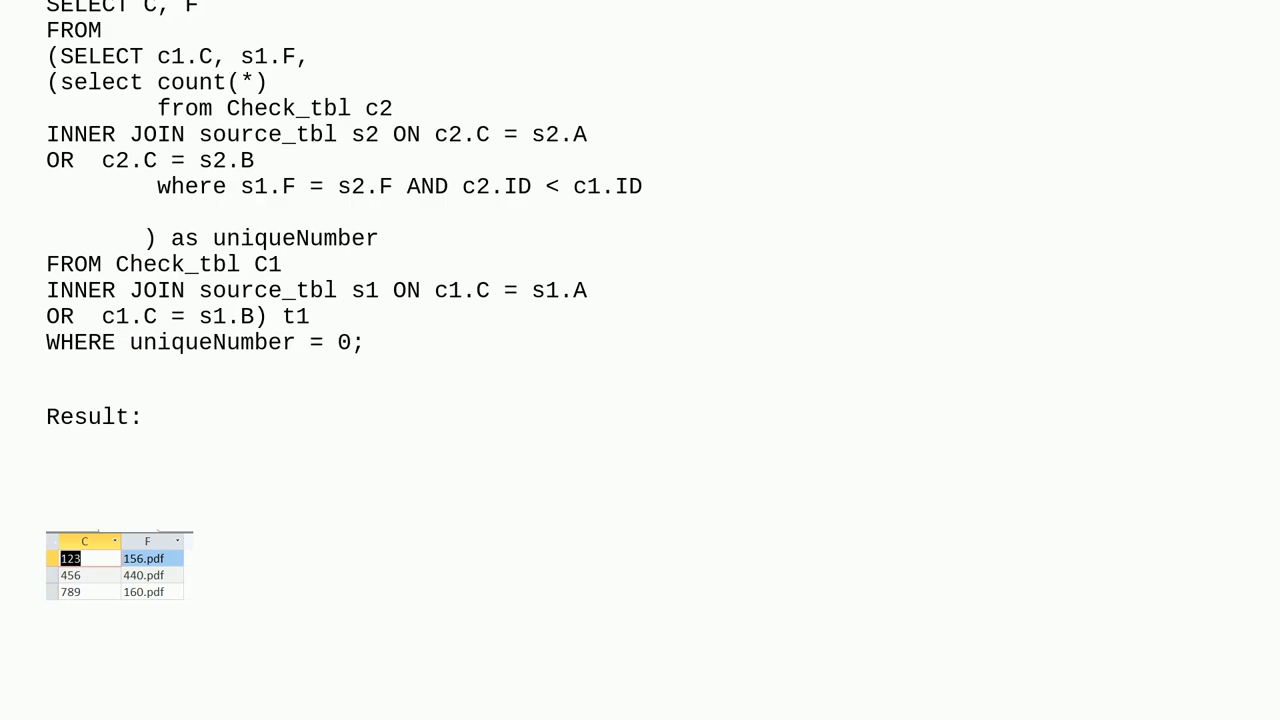 SELECT C, F
FROM
(SELECT c1.C, s1.F,
(select count(*)
from Check_tbl c2
INNER JOIN source_tbl s2 ON c2.C = s2.A
OR  c2.C = s2.B
where s1.F = s2.F AND c2.ID < c1.ID
) as uniqueNumber
FROM Check_tbl C1
INNER JOIN source_tbl s1 ON c1.C = s1.A
OR  c1.C = s1.B) t1
WHERE uniqueNumber = 0;
Result:
C F
123 156.pdf
456 440.pdf
789 160.pdf